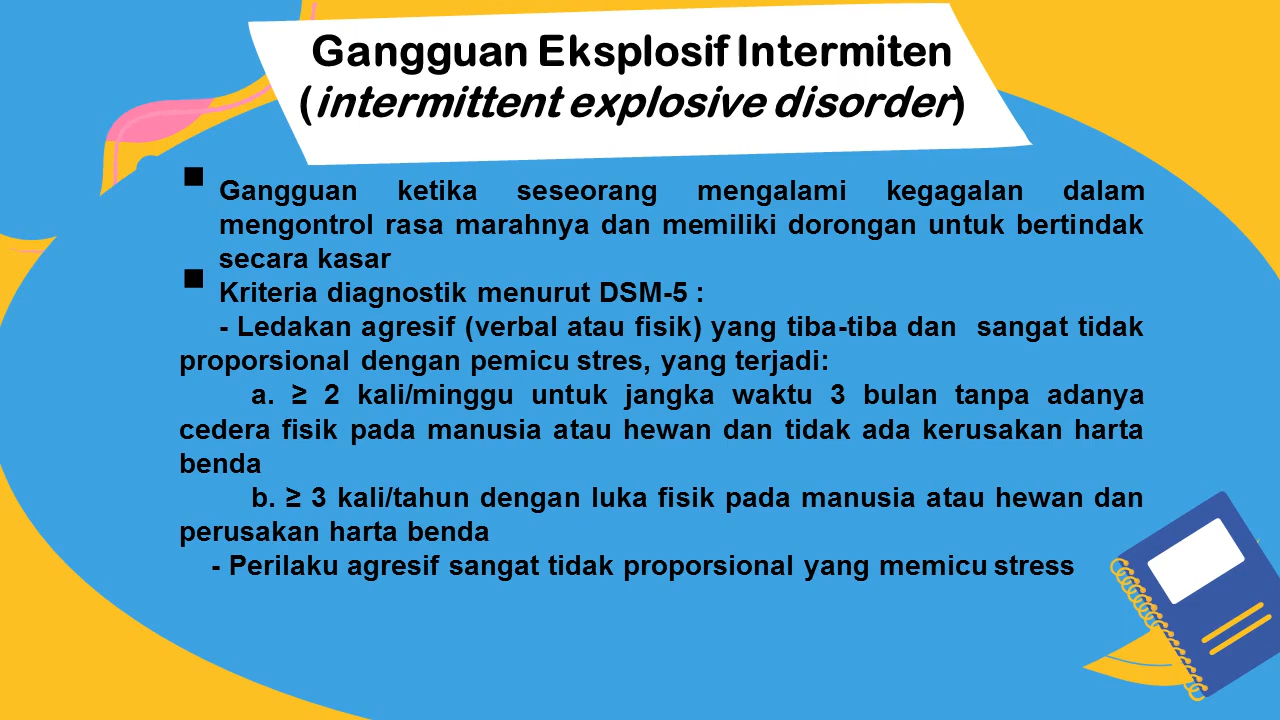 Gangguan Eksplosif Intermiten
(intermittent explosive disorder)
▪ Gangguan ketika seseorang mengalami kegagalan dalam
mengontrol rasa marahnya dan memiliki dorongan untuk bertindak
secara kasar
▪ Kriteria diagnostik menurut DSM-5 :
- Ledakan agresif (verbal atau fisik) yang tiba-tiba dan sangat tidak
proporsional dengan pemicu stres, yang terjadi:
a. ≥ 2 kali/minggu untuk jangka waktu 3 bulan tanpa adanya
cedera fisik pada manusia atau hewan dan tidak ada kerusakan harta
benda
b. ≥ 3 kali/tahun dengan luka fisik pada manusia atau hewan dan
perusakan harta benda
- Perilaku agresif sangat tidak proporsional yang memicu stress